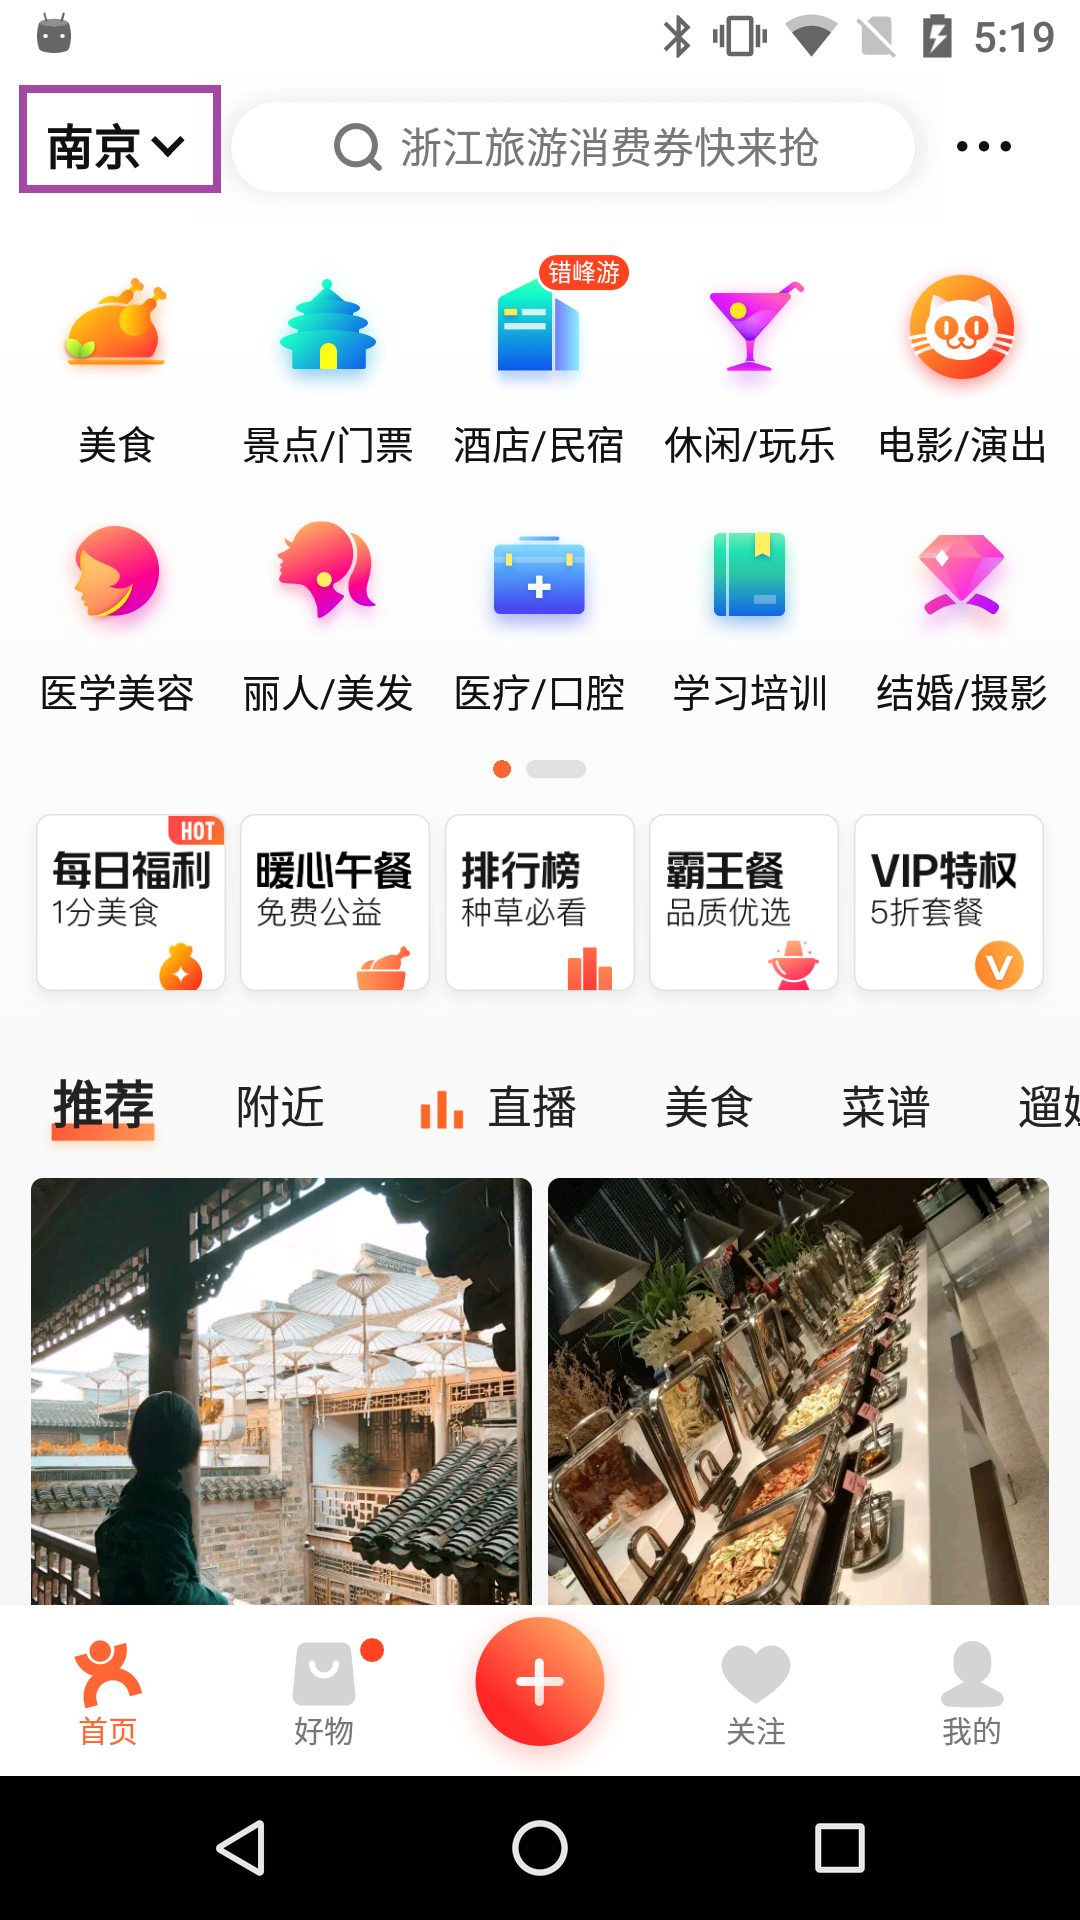 5:19
南京
浙江旅游消费券快来抢
错峰游
美食
景点/门票
酒店/民宿
休闲/玩乐
电影/演出
医学美容
丽人/美发
医疗/口腔
学习培训
结婚/摄影
HOT
每日福利
1分美食
暖心午餐
免费公益
排行榜
种草必看
霸王餐
品质优选
VIP特权
5折套餐
V
推荐
附近
直播
美食
菜谱
遛
首页
好物
关注
我的